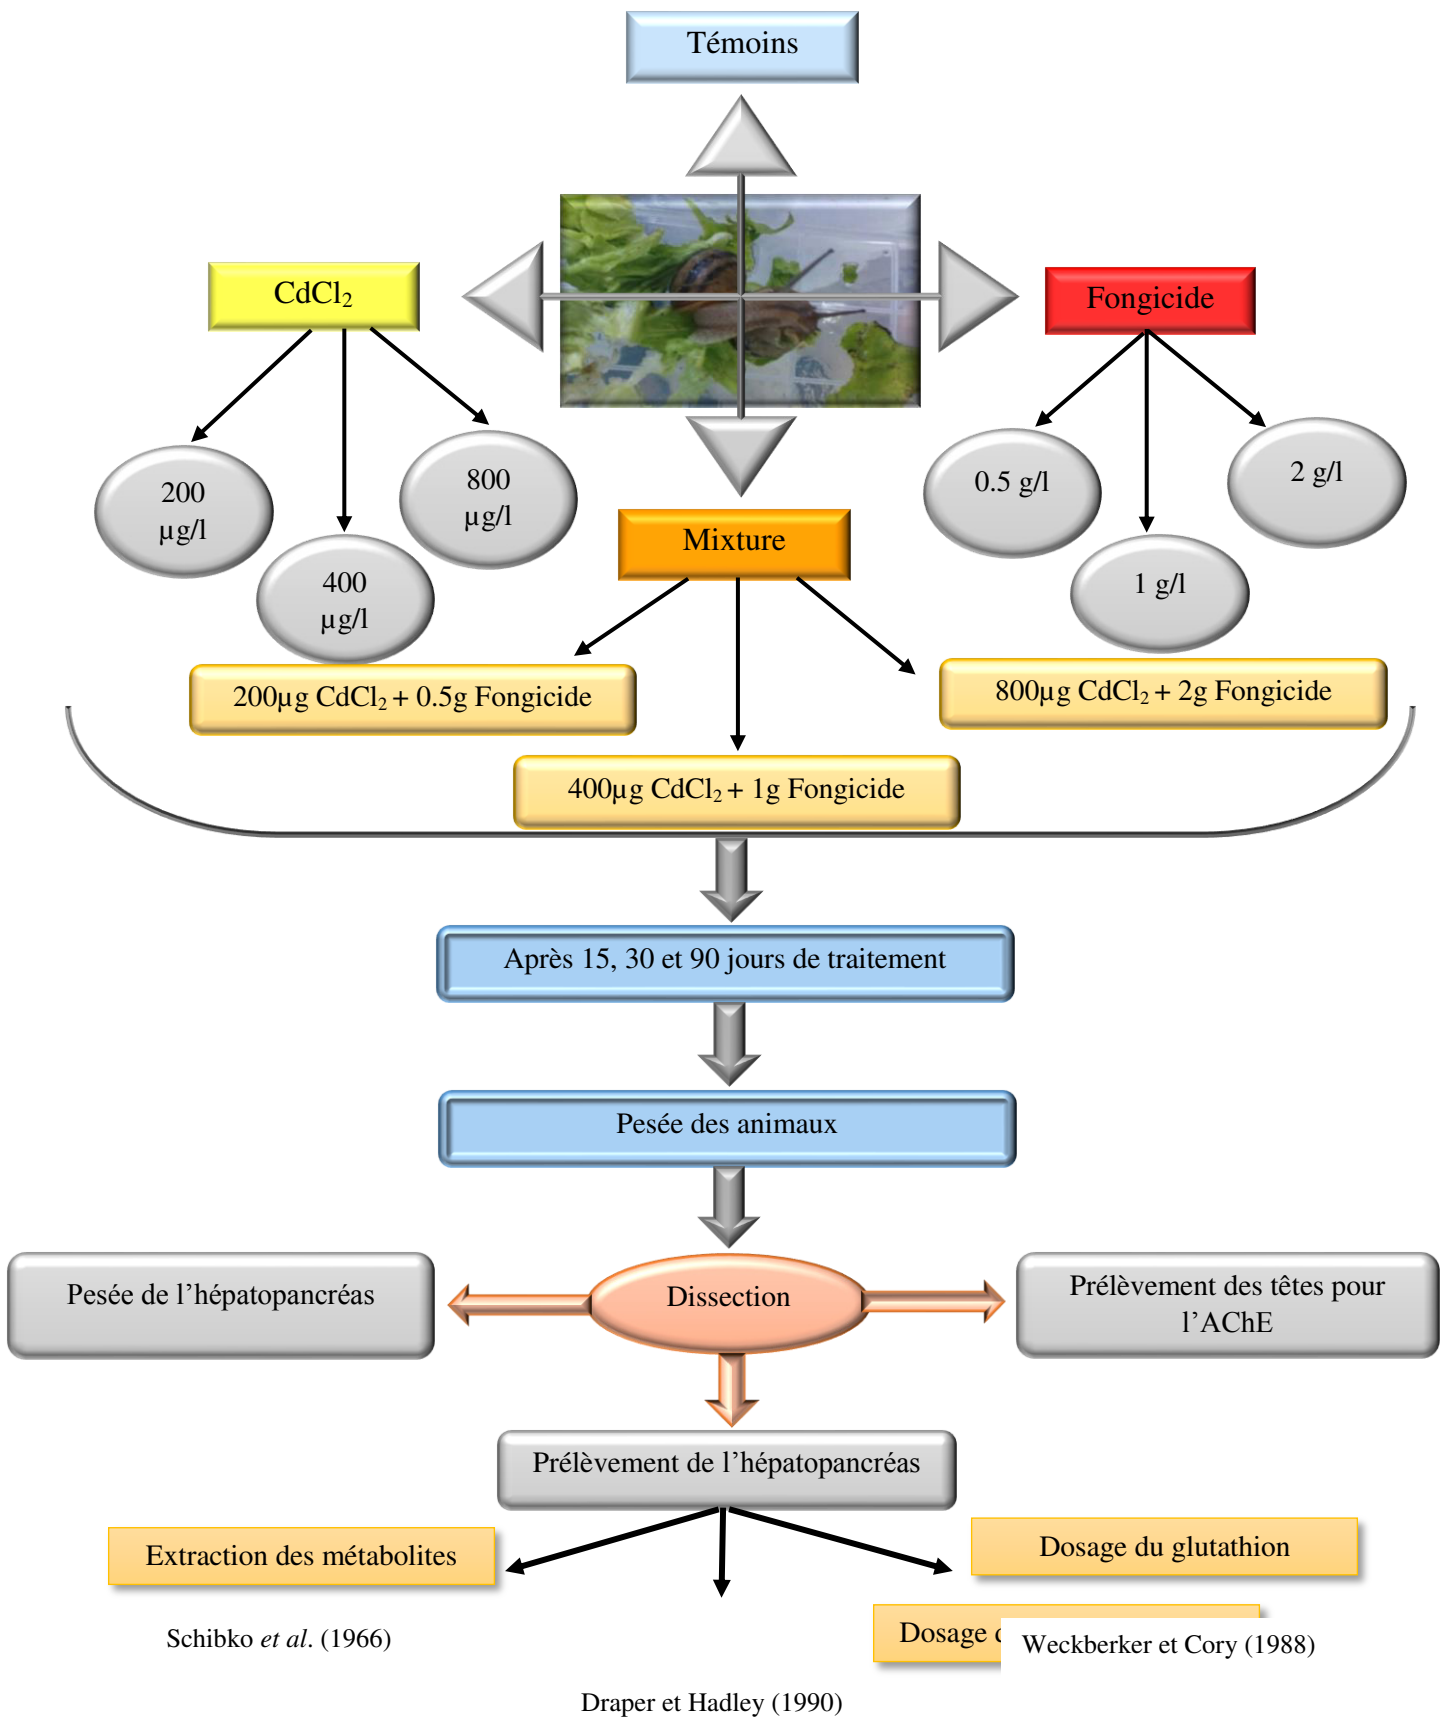 Témoins
CdCl₂
Fongicide
200
µg/l
400
µg/l
800
µg/l
0.5 g/l
1 g/l
2 g/l
Mixture
200µg CdCl₂ + 0.5g Fongicide
800µg CdCl₂ + 2g Fongicide
400µg CdCl₂ + 1g Fongicide
Après 15, 30 et 90 jours de traitement
Pesée des animaux
Pesée de l’hépatopancréas
Dissection
Prélèvement des têtes pour
l’AChE
Prélèvement de l’hépatopancréas
Extraction des métabolites
Dosage du glutathion
Schibko et al. (1966)
Dosage
Weckberker et Cory (1988)
Draper et Hadley (1990)